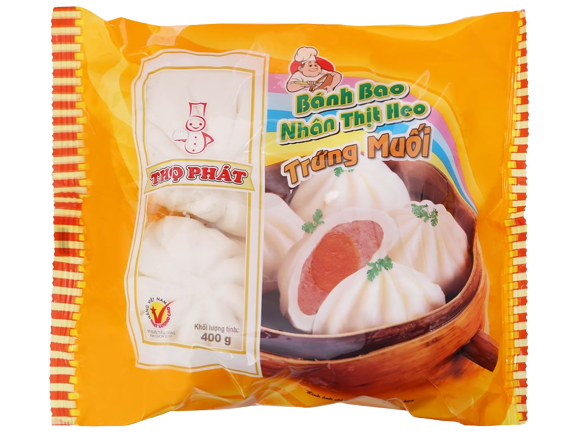 Bánh Bao
Nhân Thịt Heo
Trứng Muối
THỌ PHÁT
Khối lượng tịnh:
400 g